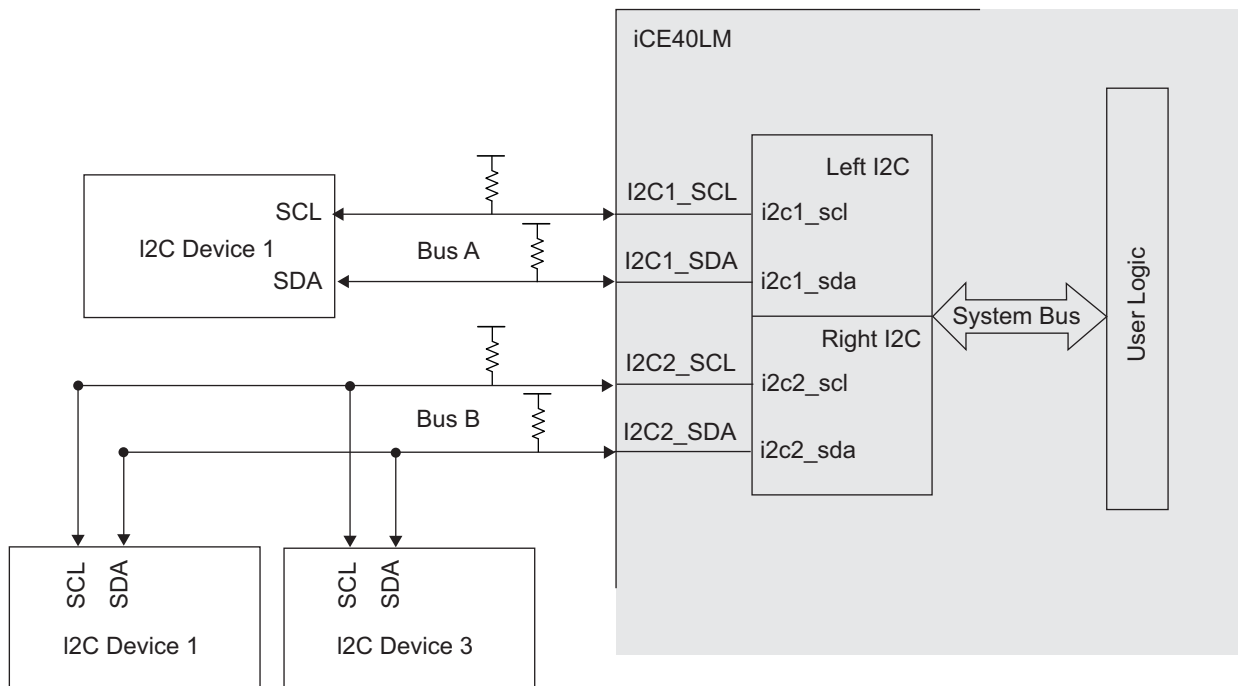 iCE40LM
Left I2C
I2C1_SCL
i2c1_scl
SCL
I2C Device 1
Bus A
I2C1_SDA
SDA
i2c1_sda
System Bus
User Logic
Right I2C
I2C2_SCL
i2c2_scl
Bus B
I2C2_SDA
i2c2_sda
SCL
SDA
I2C Device 1
SCL
SDA
I2C Device 3